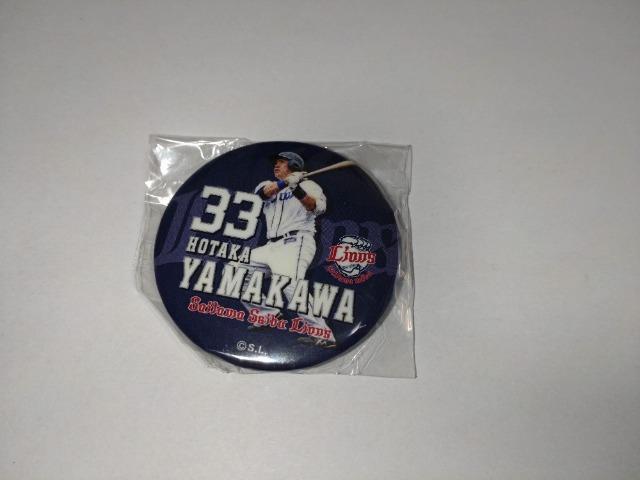 33
HOTAKA
YAMAKAWA
Saitama Seibu Lions
Lions
©S.L.